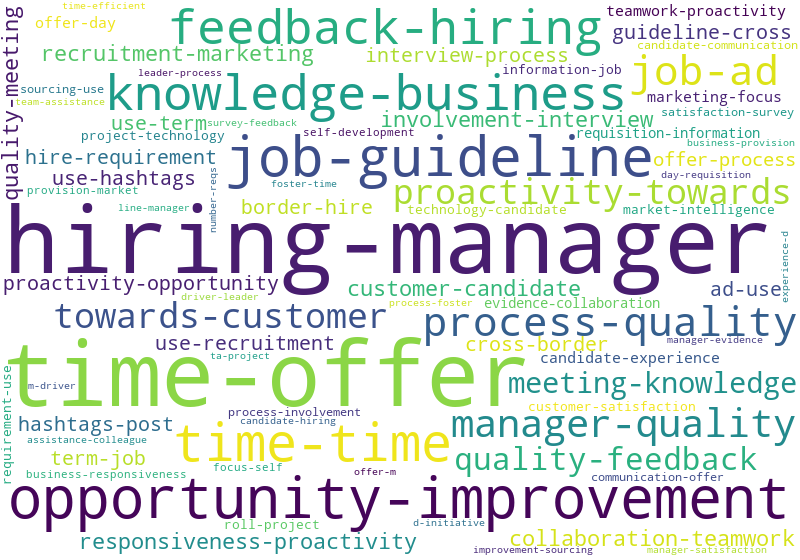 time-efficient
offer-day
feedback-hiring
teamwork-proactivity
guideline-cross
candidate-communication
quality-meeting
recruitment-marketing
interview-process
information-job
job-ad
leader-process
sourcing-use
team-assistance
knowledge-business
marketing-focus
satisfaction-survey
use-term
survey-feedback
involvement-interview
project-technology
self-development
requisition-information
business-provision
hire-requirement
job-guideline
offer-process
use-hashtags
foster-time
day-requisition
provision-market
proactivity-towards
number-reqs
line-manager
border-hire
technology-candidate
market-intelligence
hiring-manager
experience-d
proactivity-opportunity
customer-candidate
ad-use
driver-leader
process-foster
evidence-collaboration
towards-customer
process-quality
use-recruitment
cross-border
manager-evidence
ta-project
candidate-experience
time-offer
m-driver
meeting-knowledge
requirement-use
hashtags-post
process-involvement
candidate-hiring
customer-satisfaction
manager-quality
assistance-colleague
time-time
term-job
focus-self
offer-m
quality-feedback
business-responsiveness
communication-offer
opportunity-improvement
roll-project
d-initiative
responsiveness-proactivity
collaboration-teamwork
improvement-sourcing
manager-satisfaction